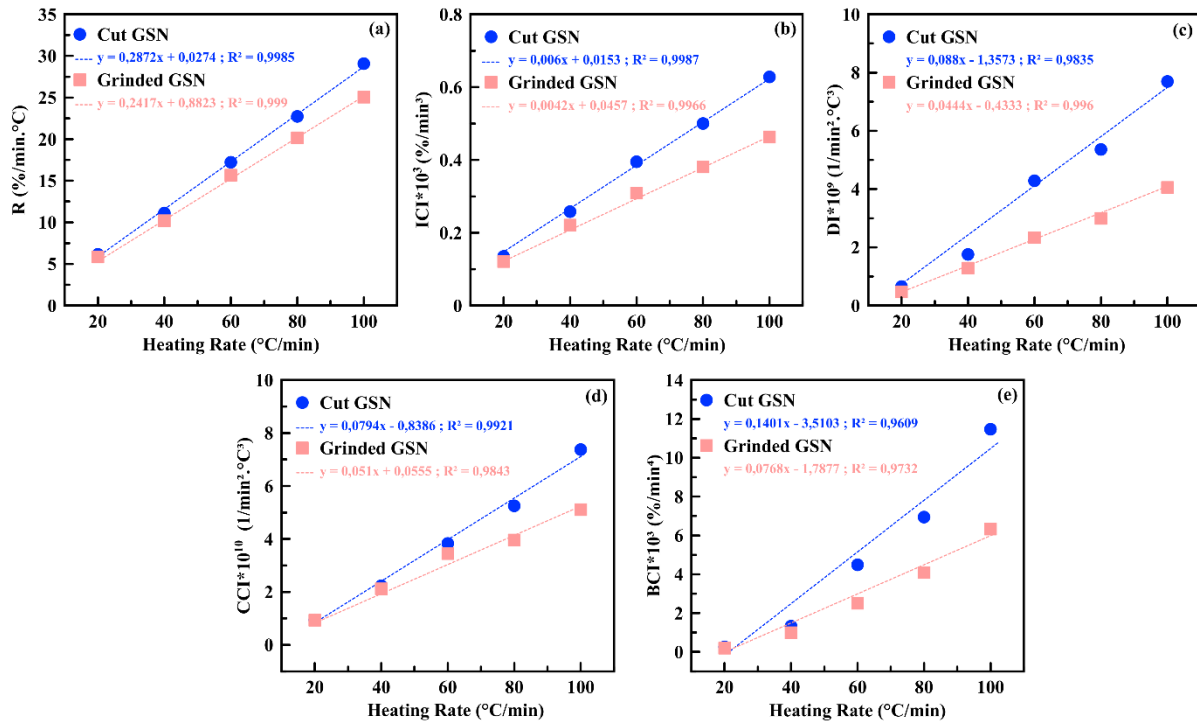 (a)
Cut GSN
y = 0,2872x + 0,0274 ; R² = 0,9985
Grinded GSN
y = 0,2417x + 0,8823 ; R² = 0,999
R (%/min.°C)
35
30
25
20
15
10
5
0
20 40 60 80 100
Heating Rate (°C/min)
(b)
Cut GSN
y = 0,006x + 0,0153 ; R² = 0,9987
Grinded GSN
y = 0,0042x + 0,0457 ; R² = 0,9966
ICI*10³ (%/min³)
0.8
0.6
0.4
0.2
0
20 40 60 80 100
Heating Rate (°C/min)
(c)
Cut GSN
y = 0,088x - 1,3573 ; R² = 0,9835
Grinded GSN
y = 0,0444x - 0,4333 ; R² = 0,996
DI*10⁹ (1/min².°C³)
10
8
6
4
2
0
20 40 60 80 100
Heating Rate (°C/min)
(d)
Cut GSN
y = 0,0794x - 0,8386 ; R² = 0,9921
Grinded GSN
y = 0,051x + 0,0555 ; R² = 0,9843
CCI*10¹⁰ (1/min².°C³)
10
8
6
4
2
0
20 40 60 80 100
Heating Rate (°C/min)
(e)
Cut GSN
y = 0,1401x - 3,5103 ; R² = 0,9609
Grinded GSN
y = 0,0768x - 1,7877 ; R² = 0,9732
BCI*10³ (%/min⁴)
14
12
10
8
6
4
2
0
20 40 60 80 100
Heating Rate (°C/min)